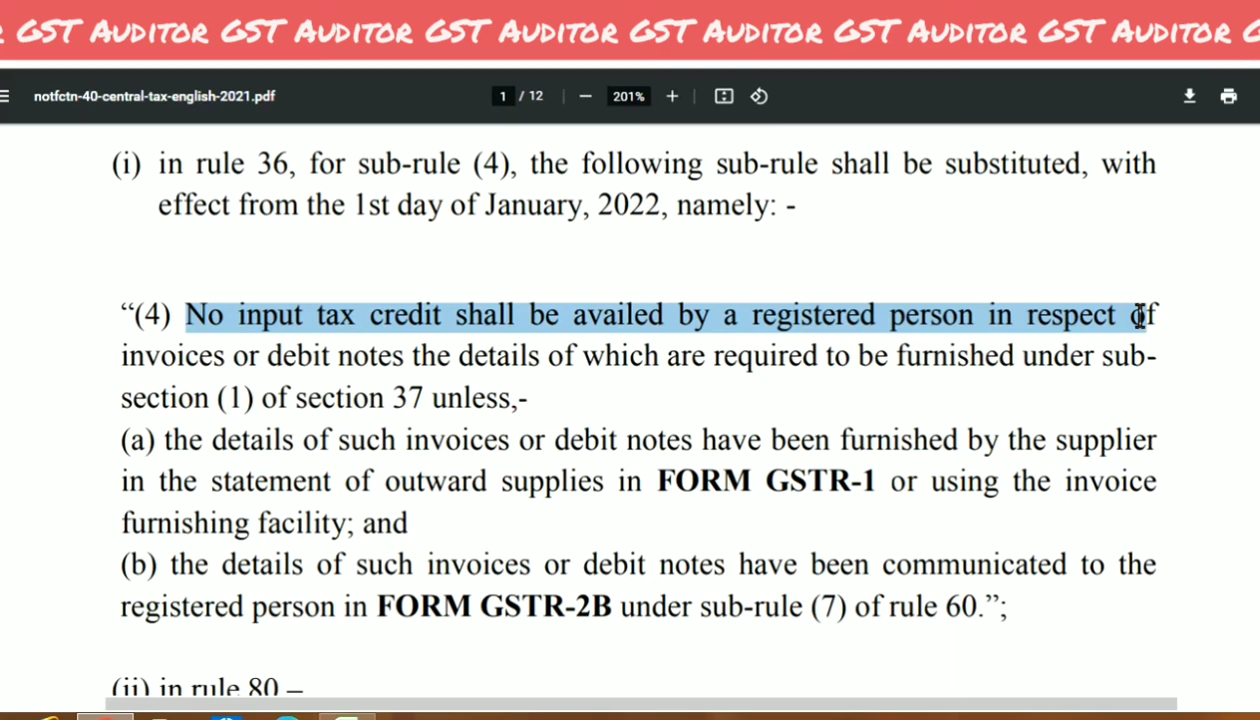 GST AUDITOR GST AUDITOR GST AUDITOR GST AUDITOR GST AUDITOR GST AUDITOR
notfctn-40-central-tax-english-2021.pdf 1 / 12 201%
(i) in rule 36, for sub-rule (4), the following sub-rule shall be substituted, with
effect from the 1st day of January, 2022, namely: -
“(4) No input tax credit shall be availed by a registered person in respect of
invoices or debit notes the details of which are required to be furnished under sub-
section (1) of section 37 unless,-
(a) the details of such invoices or debit notes have been furnished by the supplier
in the statement of outward supplies in FORM GSTR-1 or using the invoice
furnishing facility; and
(b) the details of such invoices or debit notes have been communicated to the
registered person in FORM GSTR-2B under sub-rule (7) of rule 60.”;
(ii) in rule 80 –